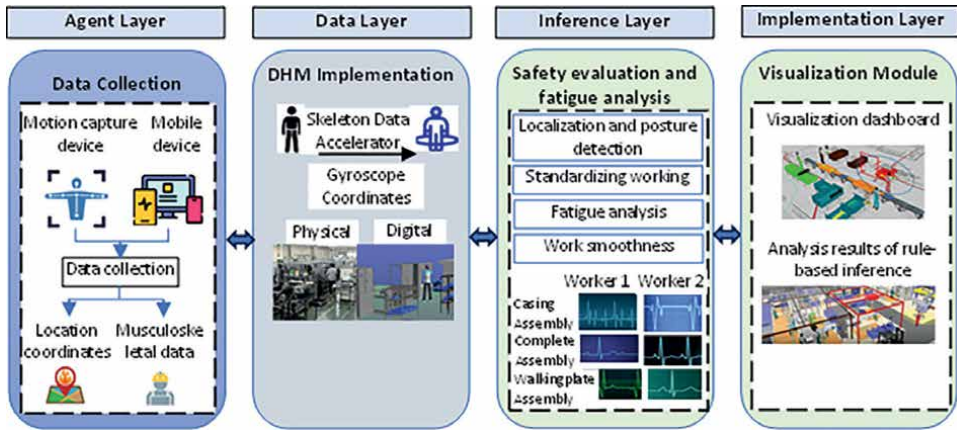 Agent Layer
Data Layer
Inference Layer
Implementation Layer
Data Collection
Motion capture
device
Mobile
device
Data collection
Location
coordinates
Musculoske
letal data
DHM Implementation
Skeleton Data
Accelerator
Gyroscope
Coordinates
Physical
Digital
Safety evaluation and
fatigue analysis
Localization and posture
detection
Standardizing working
Fatigue analysis
Work smoothness
Worker 1 Worker 2
Casing
Assembly
Complete
Assembly
Walkingplate
Assembly
Visualization Module
Visualization dashboard
Analysis results of rule-
based inference